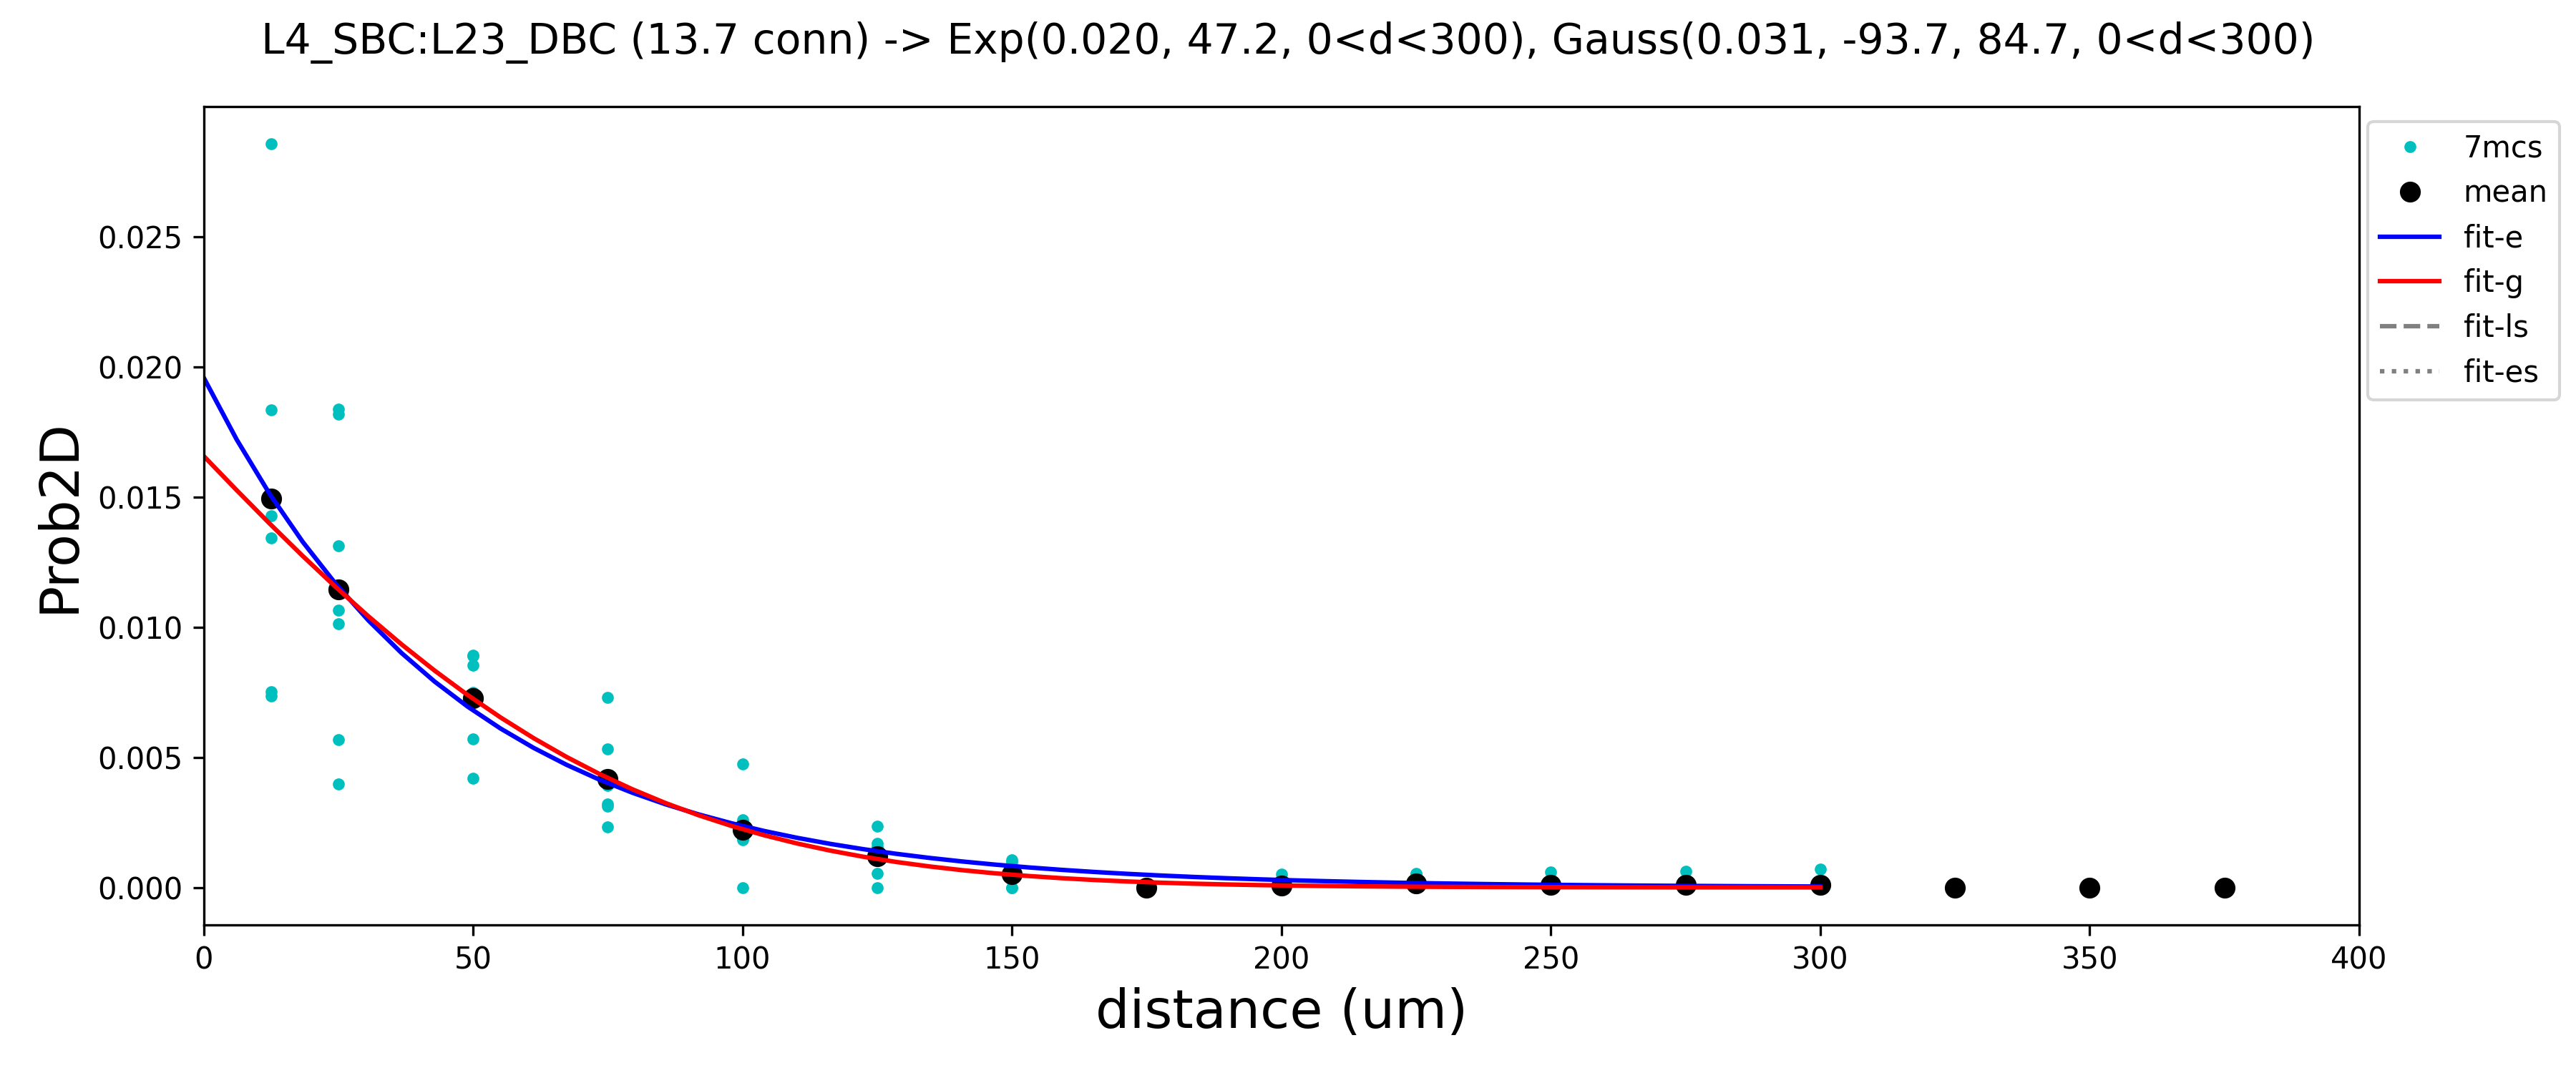 L4_SBC:L23_DBC (13.7 conn) -> Exp(0.020, 47.2, 0<d<300), Gauss(0.031, -93.7, 84.7, 0<d<300)
7mcs
mean
fit-e
fit-g
fit-ls
fit-es
Prob2D
0.025
0.020
0.015
0.010
0.005
0.000
0 50 100 150 200 250 300 350 400
distance (um)